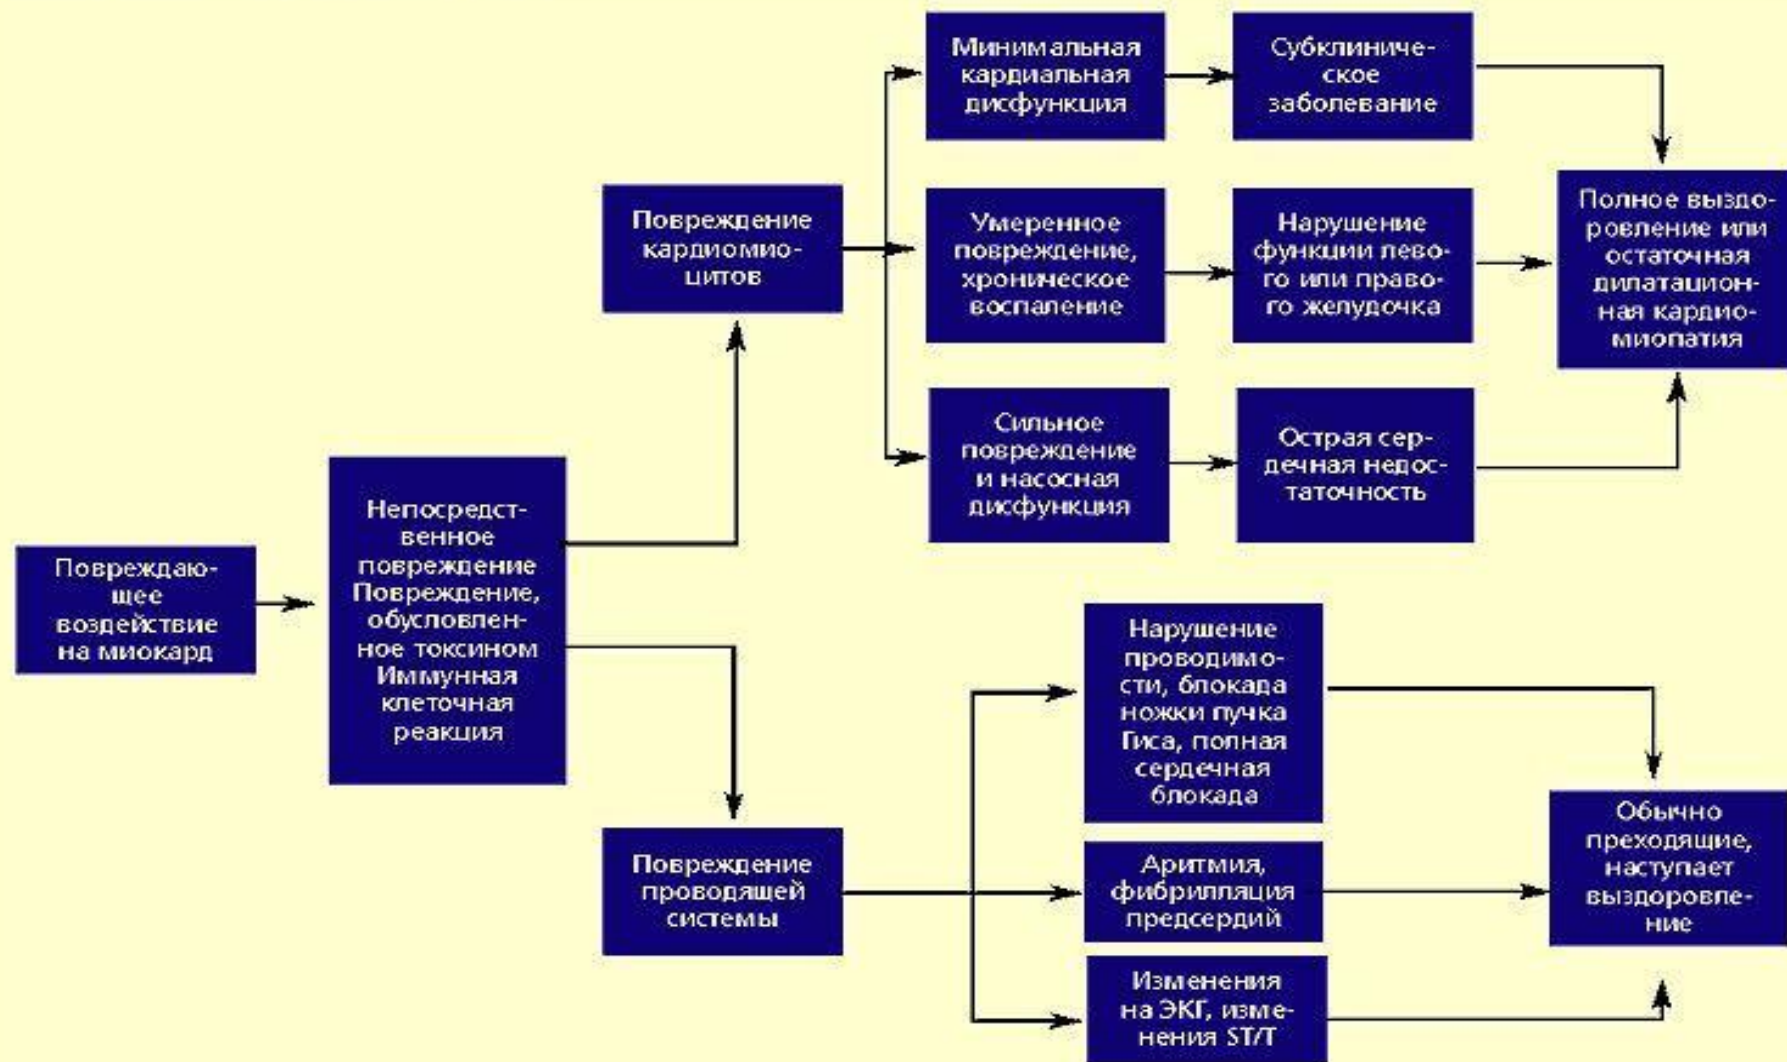 Повреждаю-
щее
воздействие
на миокард
Непосредст-
венное
повреждение
Повреждение,
обусловлен-
ное токсином
Иммунная
клеточная
реакция
Повреждение
кардиомио-
цитов
Минимальная
кардиальная
дисфункция
Субклиниче-
ское
заболевание
Умеренное
повреждение,
хроническое
воспаление
Нарушение
функции лево-
го или право-
го желудочка
Сильное
повреждение
и насосная
дисфункция
Острая сер-
дечная недос-
таточность
Полное выздо-
ровление или
остаточная
дилатацион-
ная кардио-
миопатия
Повреждение
проводящей
системы
Нарушение
проводимо-
сти, блокада
ножки пучка
Гиса, полная
сердечная
блокада
Аритмия,
фибрилляция
предсердий
Изменения
на ЭКГ, изме-
нения ST/T
Обычно
преходящие,
наступает
выздоровле-
ние